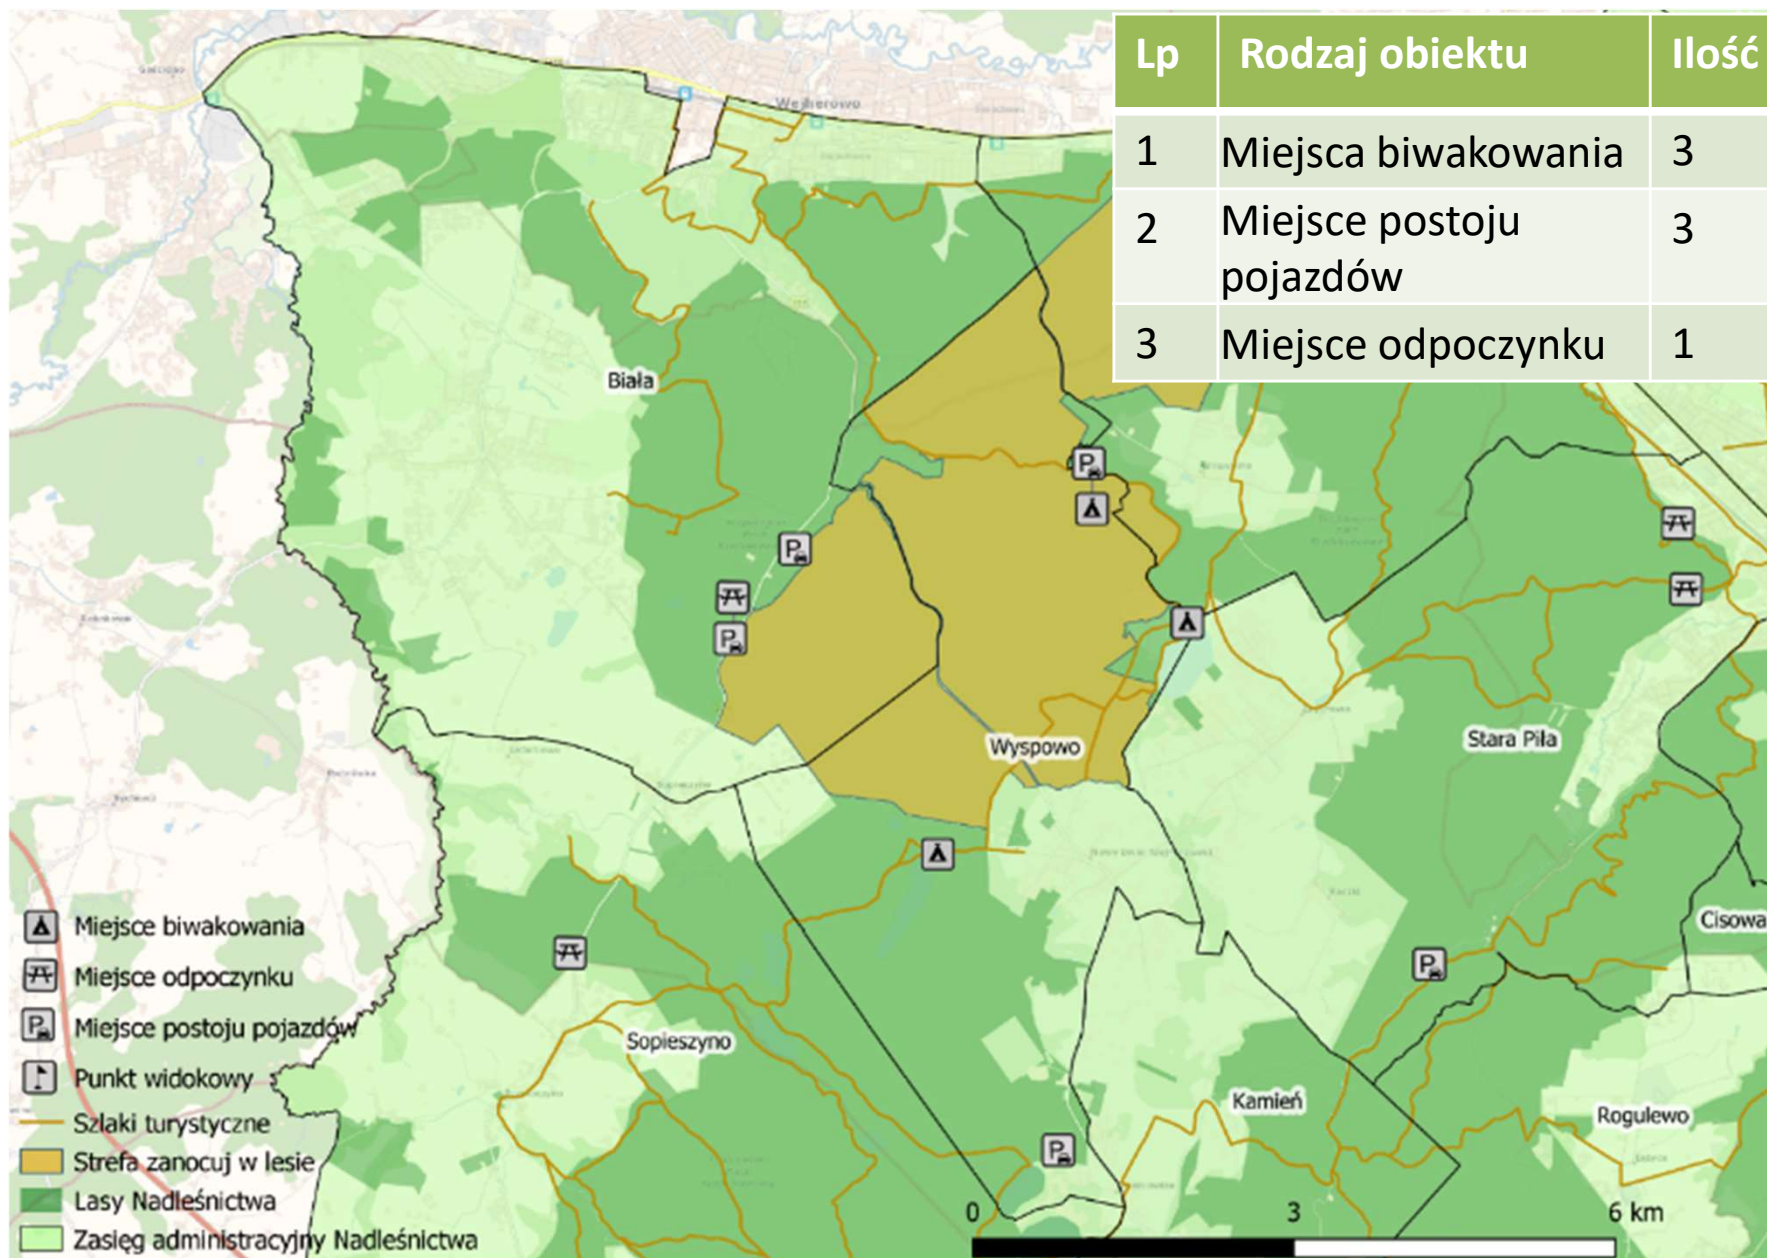 Lp Rodzaj obiektu Ilość
1 Miejsca biwakowania 3
2 Miejsce postoju pojazdów 3
3 Miejsce odpoczynku 1
Wejherowo
Biała
Wyspowo
Stara Piła
Cisowa
Sopieszyno
Kamień
Rogulewo
Miejsce biwakowania
Miejsce odpoczynku
Miejsce postoju pojazdów
Punkt widokowy
Szlaki turystyczne
Strefa zanocuj w lesie
Lasy Nadleśnictwa
Zasięg administracyjny Nadleśnictwa
0 3 6 km